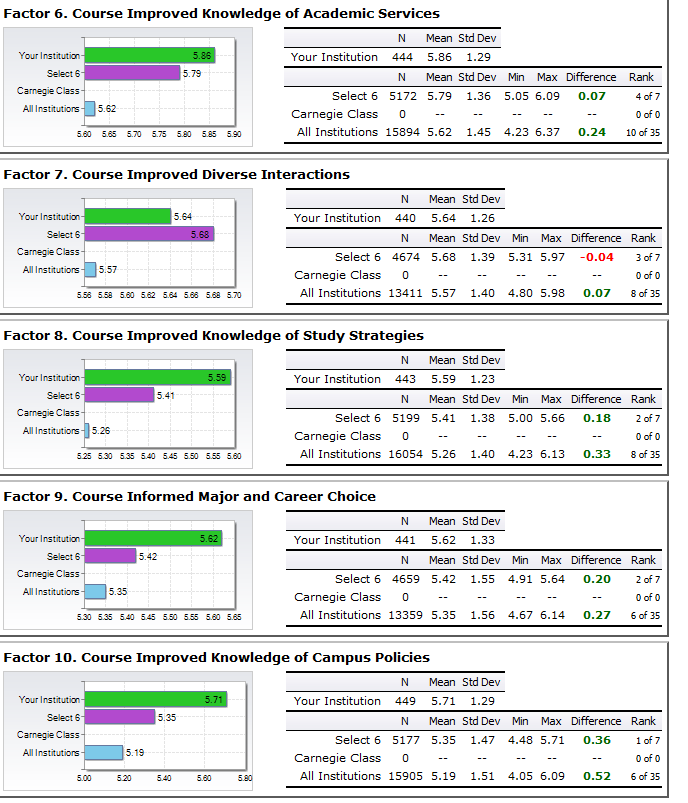 Factor 6. Course Improved Knowledge of Academic Services
N Mean Std Dev
Your Institution 444 5.86 1.29
N Mean Std Dev Min Max Difference Rank
Select 6 5172 5.79 1.36 5.05 6.09 0.07 4 of 7
Carnegie Class 0 -- -- -- -- -- 0 of 0
All Institutions 15894 5.62 1.45 4.23 6.37 0.24 10 of 35
Your Institution 5.86
Select 6 5.79
Carnegie Class
All Institutions 5.62
5.60 5.65 5.70 5.75 5.80 5.85 5.90
Factor 7. Course Improved Diverse Interactions
N Mean Std Dev
Your Institution 440 5.64 1.26
N Mean Std Dev Min Max Difference Rank
Select 6 4674 5.68 1.39 5.31 5.97 -0.04 3 of 7
Carnegie Class 0 -- -- -- -- -- 0 of 0
All Institutions 13411 5.57 1.40 4.80 5.98 0.07 8 of 35
Your Institution 5.64
Select 6 5.68
Carnegie Class
All Institutions 5.57
5.56 5.58 5.60 5.62 5.64 5.66 5.68 5.70
Factor 8. Course Improved Knowledge of Study Strategies
N Mean Std Dev
Your Institution 443 5.59 1.23
N Mean Std Dev Min Max Difference Rank
Select 6 5199 5.41 1.38 5.00 5.66 0.18 2 of 7
Carnegie Class 0 -- -- -- -- -- 0 of 0
All Institutions 16054 5.26 1.40 4.23 6.13 0.33 8 of 35
Your Institution 5.59
Select 6 5.41
Carnegie Class
All Institutions 5.26
5.25 5.30 5.35 5.40 5.45 5.50 5.55 5.60
Factor 9. Course Informed Major and Career Choice
N Mean Std Dev
Your Institution 441 5.62 1.33
N Mean Std Dev Min Max Difference Rank
Select 6 4659 5.42 1.55 4.91 5.64 0.20 2 of 7
Carnegie Class 0 -- -- -- -- -- 0 of 0
All Institutions 13359 5.35 1.56 4.67 6.14 0.27 6 of 35
Your Institution 5.62
Select 6 5.42
Carnegie Class
All Institutions 5.35
5.30 5.35 5.40 5.45 5.50 5.55 5.60 5.65
Factor 10. Course Improved Knowledge of Campus Policies
N Mean Std Dev
Your Institution 449 5.71 1.29
N Mean Std Dev Min Max Difference Rank
Select 6 5177 5.35 1.47 4.48 5.71 0.36 1 of 7
Carnegie Class 0 -- -- -- -- -- 0 of 0
All Institutions 15905 5.19 1.51 4.05 6.09 0.52 6 of 35
Your Institution 5.71
Select 6 5.35
Carnegie Class
All Institutions 5.19
5.00 5.20 5.40 5.60 5.80